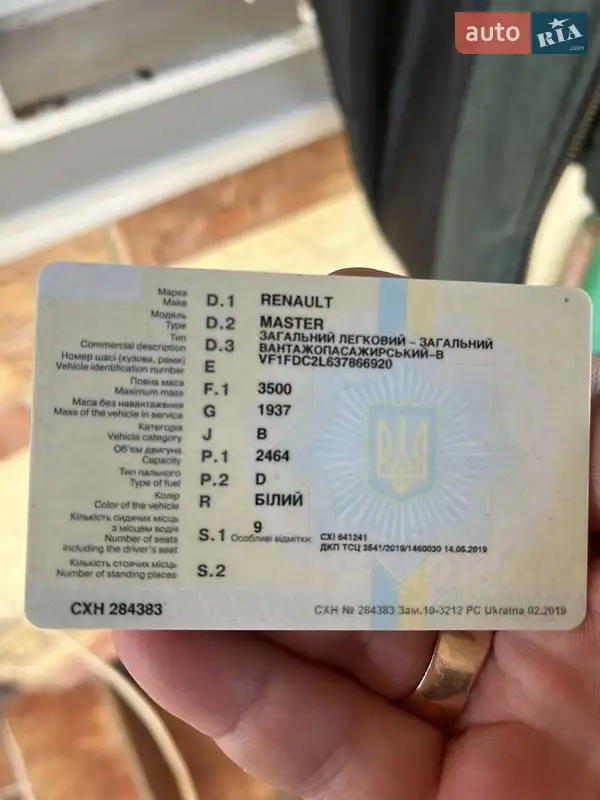 auto RIA .com
Марка
Make D.1 RENAULT
Модель
Type D.2 MASTER
Тип
Commercial description D.3 ЗАГАЛЬНИЙ ЛЕГКОВИЙ – ЗАГАЛЬНИЙ
ВАНТАЖОПАСАЖИРСЬКИЙ-В
Номер шасі (кузова, рами)
Vehicle identification number E VF1FDC2L637866920
Повна маса
Maximum mass F.1 3500
Маса без навантаження
Mass of the vehicle in service G 1937
Категорія
Vehicle category J B
Об'єм двигуна
Capacity P.1 2464
Тип пального
Type of fuel P.2 D
Колір
Color of the vehicle R БІЛИЙ
Кількість сидячих місць
з місцем водія
Number of seats
including the driver's seat S.1 9
Особливі відмітки: CXI 641241
ДКП ТСЦ 3541/2019/1460030 14.05.2019
Кількість стоячих місць
Number of standing places S.2
СХН 284383
СХН № 284383 Зам.19-3212 PC Ukraina 02.2019